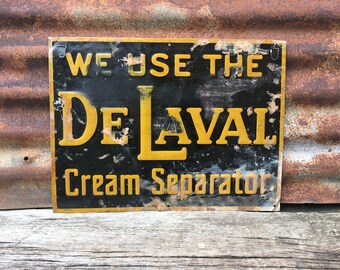 WE USE THE
DE LAVAL
Cream Separator